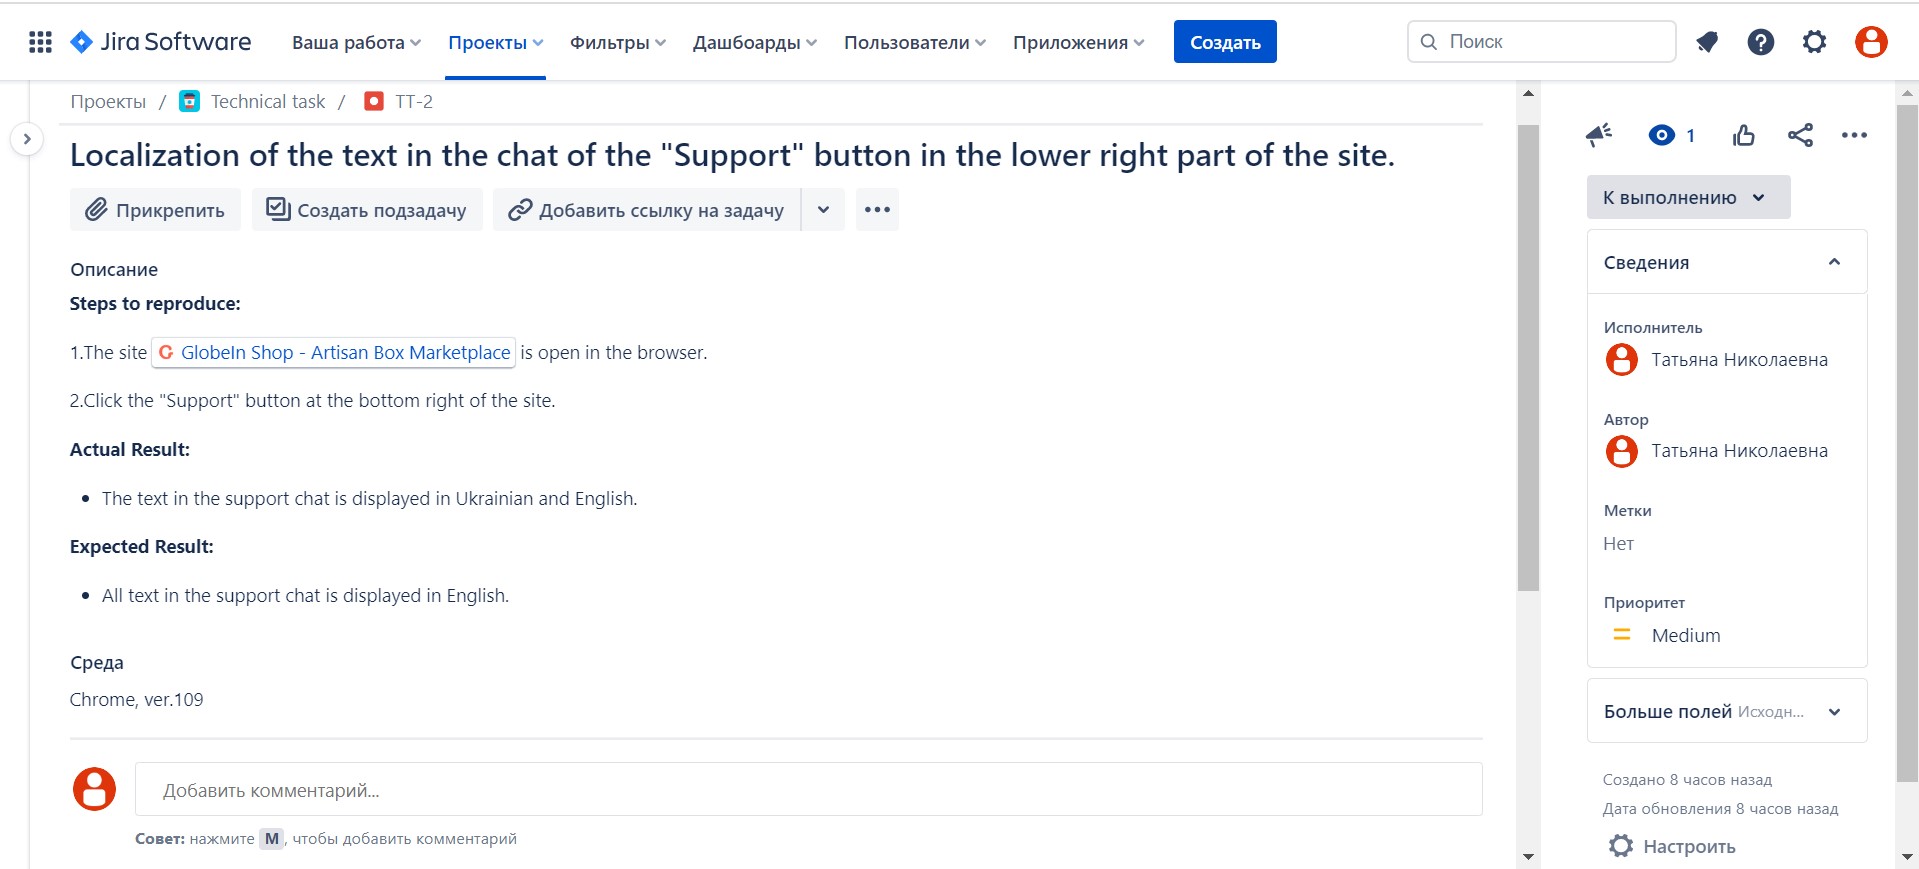 Jira Software Ваша работа Проекты Фильтры Дашбоарды Пользователи Приложения Создать Поиск
Проекты / Technical task / TT-2
Localization of the text in the chat of the "Support" button in the lower right part of the site.
Прикрепить Создать подзадачу Добавить ссылку на задачу
Описание
Steps to reproduce:
1.The site GlobeIn Shop - Artisan Box Marketplace is open in the browser.
2.Click the "Support" button at the bottom right of the site.
Actual Result:
The text in the support chat is displayed in Ukrainian and English.
Expected Result:
All text in the support chat is displayed in English.
Среда
Chrome, ver.109
Добавить комментарий...
Совет: нажмите M, чтобы добавить комментарий
1
К выполнению
Сведения
Исполнитель
Татьяна Николаевна
Автор
Татьяна Николаевна
Метки
Нет
Приоритет
Medium
Больше полей Исходн...
Создано 8 часов назад
Дата обновления 8 часов назад
Настроить